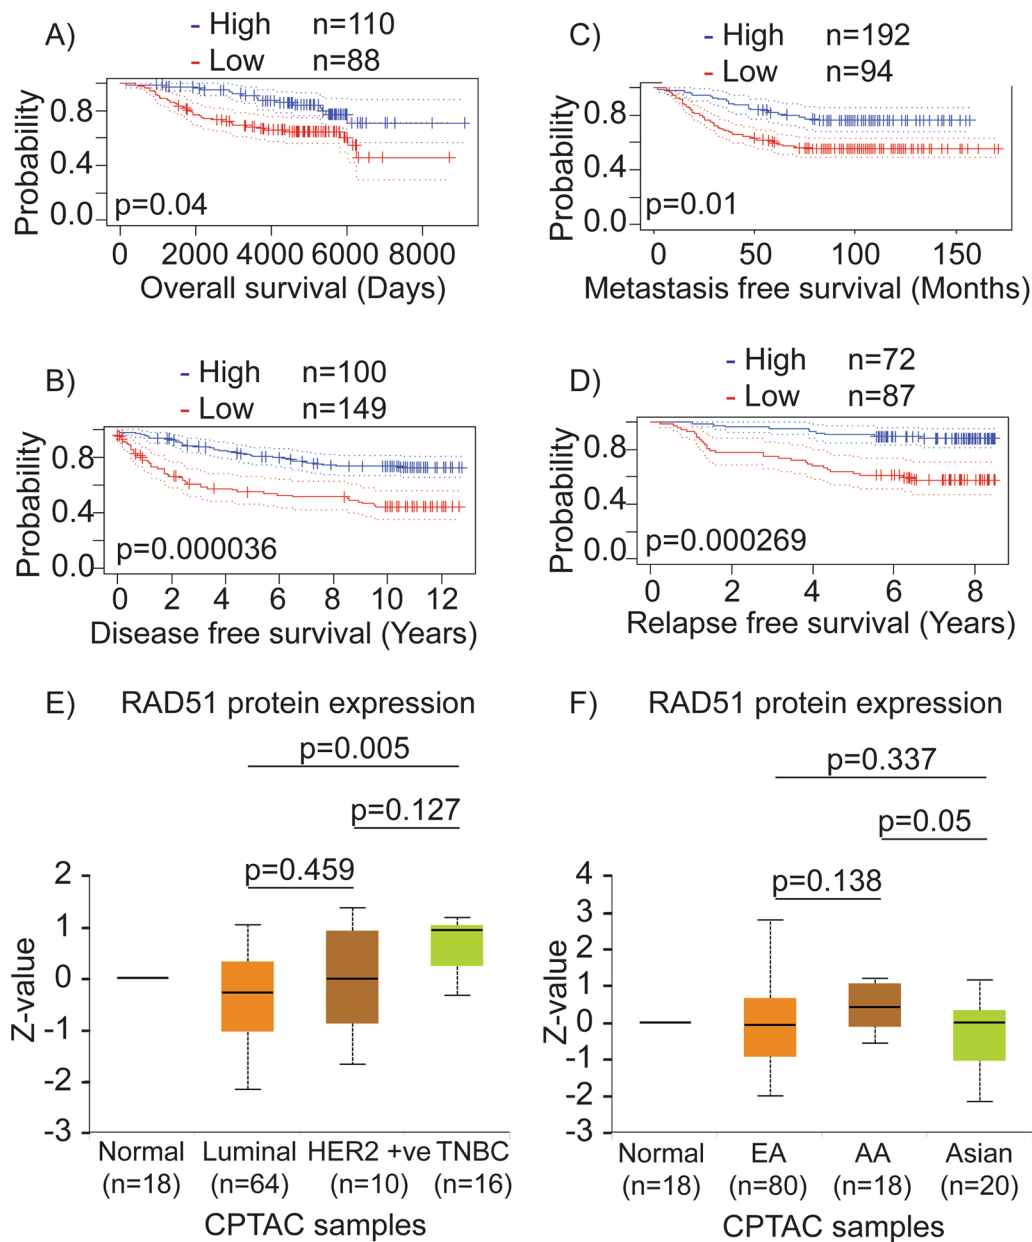 A)
- High n=110
- Low n=88
Probability
0.8
0.4
0.0
p=0.04
0 2000 4000 6000 8000
Overall survival (Days)
C)
- High n=192
- Low n=94
Probability
0.8
0.4
0.0
p=0.01
0 50 100 150
Metastasis free survival (Months)
B)
- High n=100
- Low n=149
Probability
0.8
0.4
0.0
p=0.000036
0 2 4 6 8 10 12
Disease free survival (Years)
D)
- High n=72
- Low n=87
Probability
0.8
0.4
0.0
p=0.000269
0 2 4 6 8
Relapse free survival (Years)
E) RAD51 protein expression
p=0.005
p=0.127
p=0.459
Z-value
2
1
0
-1
-2
-3
Normal Luminal HER2 +ve TNBC
(n=18) (n=64) (n=10) (n=16)
CPTAC samples
F) RAD51 protein expression
p=0.337
p=0.05
p=0.138
Z-value
4
3
2
1
0
-1
-2
-3
Normal EA AA Asian
(n=18) (n=80) (n=18) (n=20)
CPTAC samples